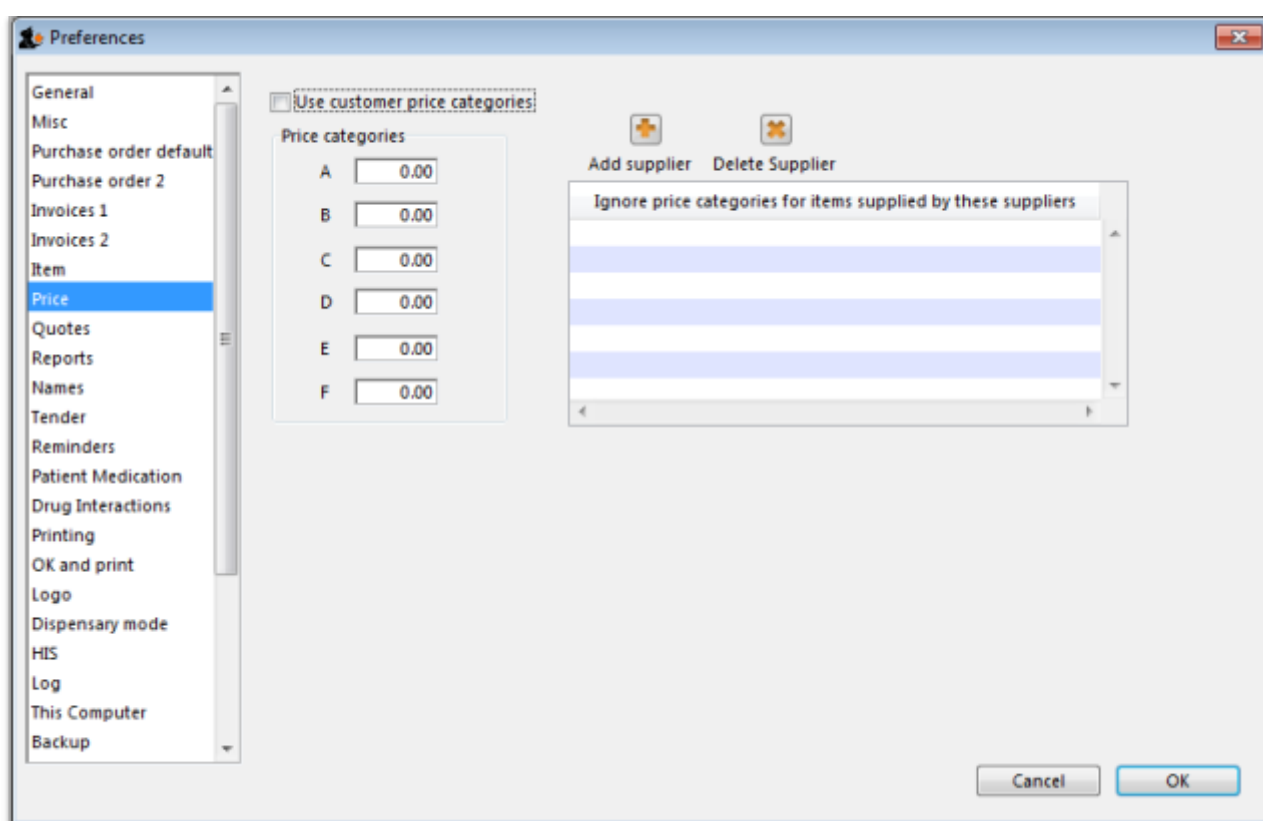 Preferences
General
Misc
Purchase order default
Purchase order 2
Invoices 1
Invoices 2
Item
Price
Quotes
Reports
Names
Tender
Reminders
Patient Medication
Drug Interactions
Printing
OK and print
Logo
Dispensary mode
HIS
Log
This Computer
Backup
Use customer price categories
Price categories
A 0.00
B 0.00
C 0.00
D 0.00
E 0.00
F 0.00
Add supplier Delete Supplier
Ignore price categories for items supplied by these suppliers
Cancel OK